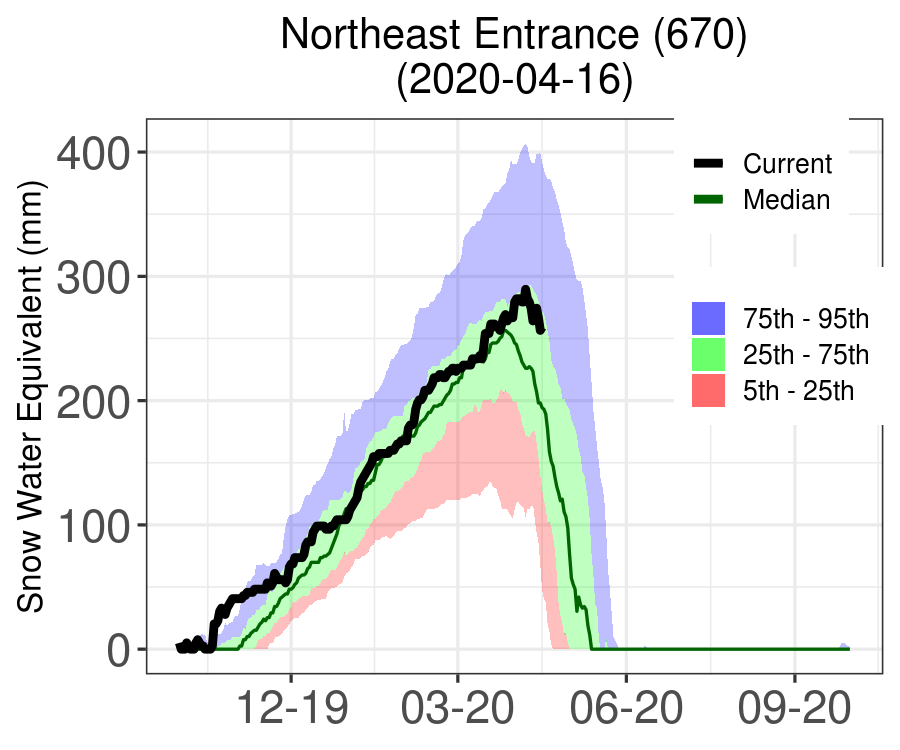 Northeast Entrance (670)
(2020-04-16)
Snow Water Equivalent (mm)
400
300
200
100
0
12-19
03-20
06-20
09-20
Current
Median
75th - 95th
25th - 75th
5th - 25th